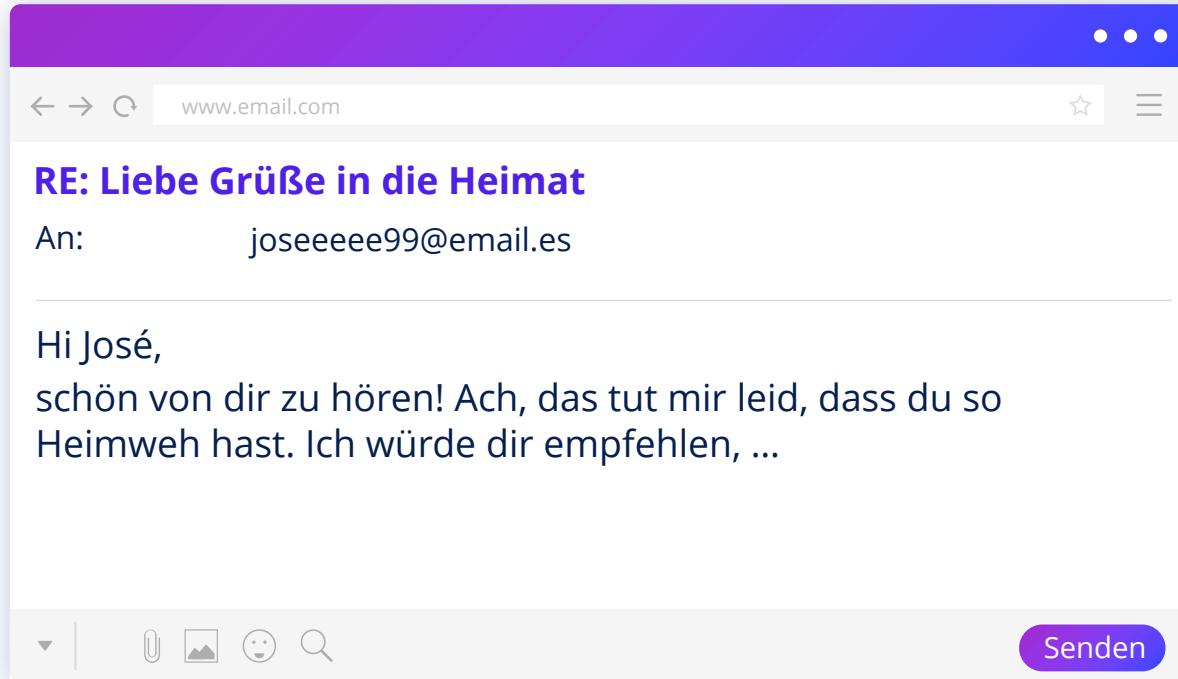 www.email.com
RE: Liebe Grüße in die Heimat
An: joseeeee99@email.es
Hi José,
schön von dir zu hören! Ach, das tut mir leid, dass du so
Heimweh hast. Ich würde dir empfehlen, ...
Senden